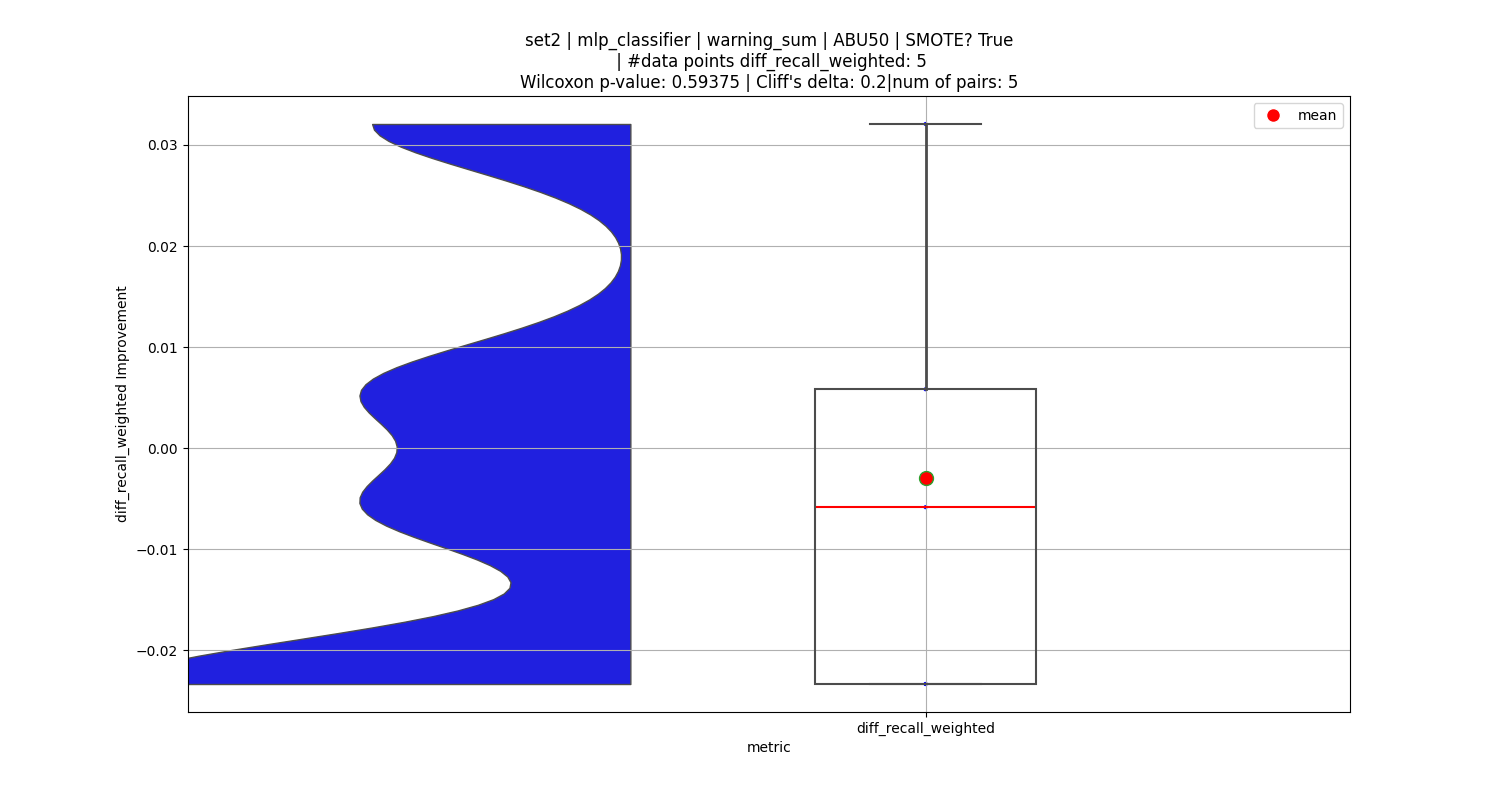 set2 | mlp_classifier | warning_sum | ABU50 | SMOTE? True
| #data points diff_recall_weighted: 5
Wilcoxon p-value: 0.59375 | Cliff's delta: 0.2|num of pairs: 5
mean
0.03
0.02
0.01
0.00
−0.01
−0.02
diff_recall_weighted Improvement
diff_recall_weighted
metric